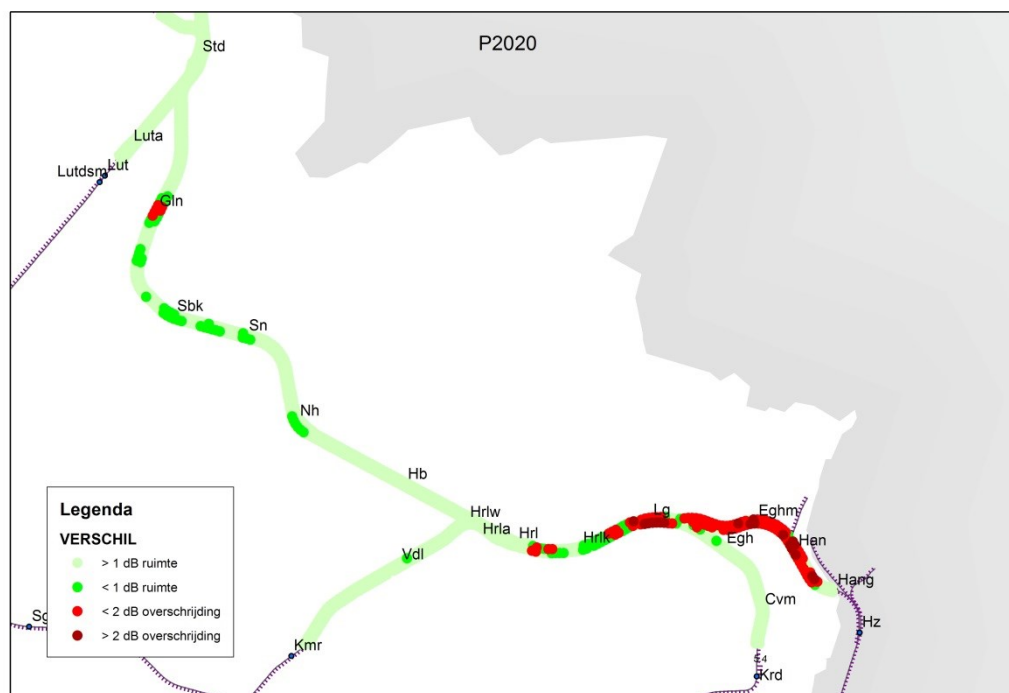 P2020
Std
Luta
Lut
Lutdsm
Gln
Sbk
Sn
Nh
Hb
Hrlw
Hrla
Hrl
Hrlk
Lg
Eghm
Egh
Han
Hang
Vdl
Cvm
Hz
Sg
Kmr
Krd
Legenda
VERSCHIL
> 1 dB ruimte
< 1 dB ruimte
< 2 dB overschrijding
> 2 dB overschrijding